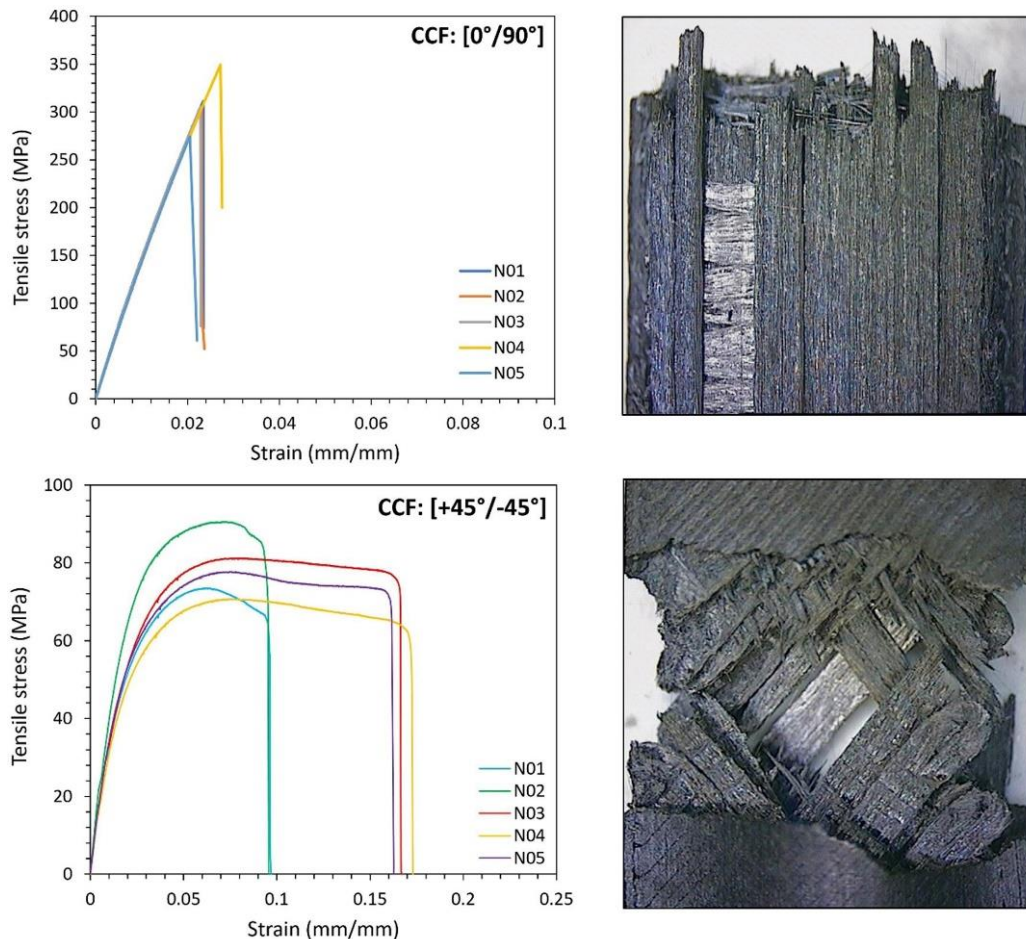 CCF: [0°/90°]
Tensile stress (MPa)
400
350
300
250
200
150
100
50
0
N01
N02
N03
N04
N05
0 0.02 0.04 0.06 0.08 0.1
Strain (mm/mm)
CCF: [+45°/-45°]
Tensile stress (MPa)
100
80
60
40
20
0
N01
N02
N03
N04
N05
0 0.05 0.1 0.15 0.2 0.25
Strain (mm/mm)